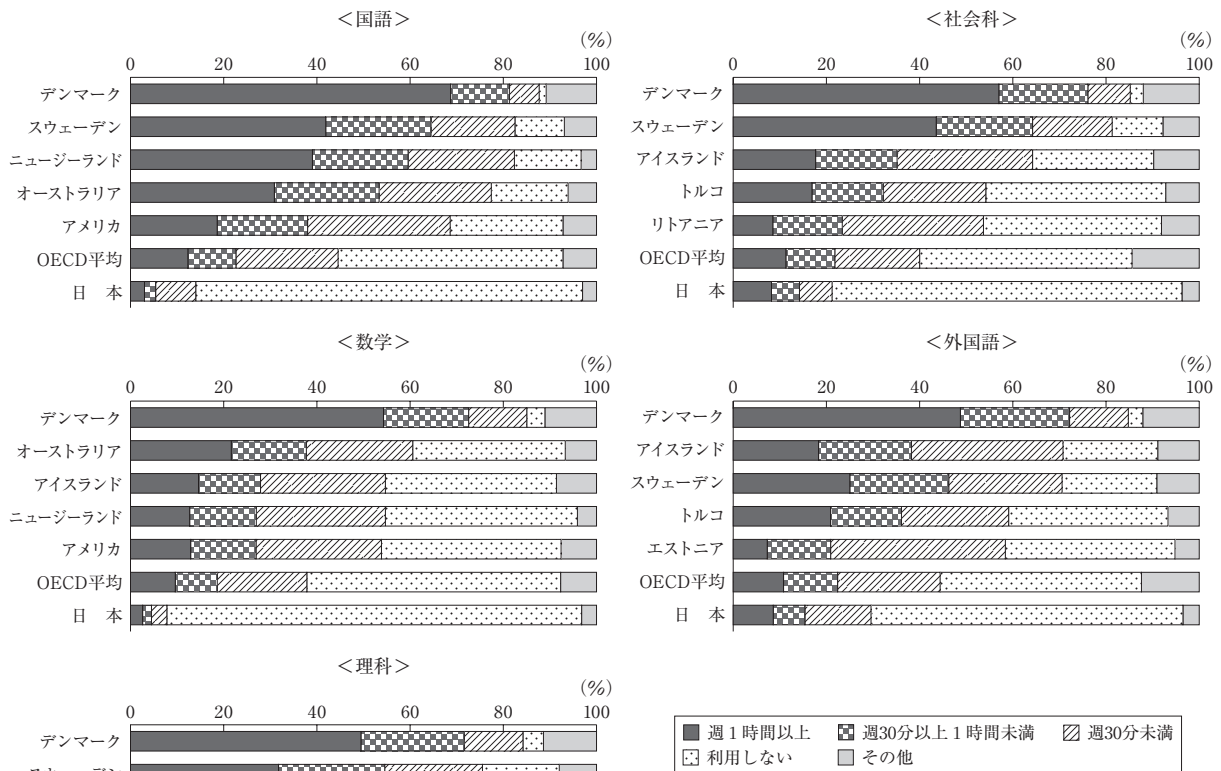 ＜国語＞
(%)
0 20 40 60 80 100
デンマーク
スウェーデン
ニュージーランド
オーストラリア
アメリカ
OECD平均
日　本
＜社会科＞
(%)
0 20 40 60 80 100
デンマーク
スウェーデン
アイスランド
トルコ
リトアニア
OECD平均
日　本
＜数学＞
(%)
0 20 40 60 80 100
デンマーク
オーストラリア
アイスランド
ニュージーランド
アメリカ
OECD平均
日　本
＜外国語＞
(%)
0 20 40 60 80 100
デンマーク
アイスランド
スウェーデン
トルコ
エストニア
OECD平均
日　本
＜理科＞
(%)
0 20 40 60 80 100
デンマーク
週１時間以上 週30分以上１時間未満 週30分未満
利用しない その他